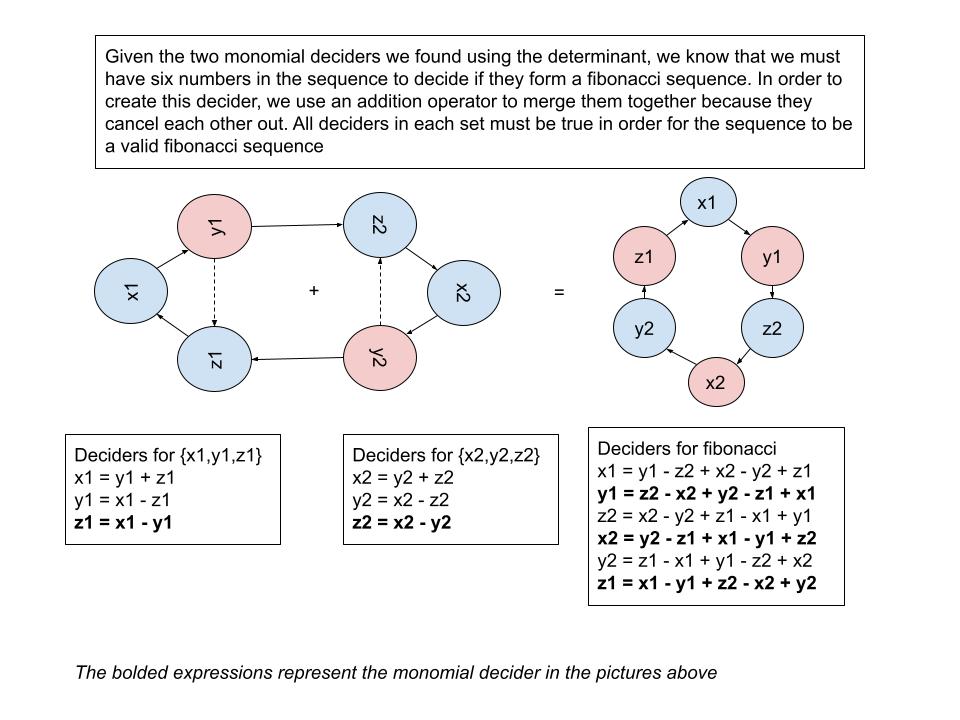 Given the two monomial deciders we found using the determinant, we know that we must
have six numbers in the sequence to decide if they form a fibonacci sequence. In order to
create this decider, we use an addition operator to merge them together because they
cancel each other out. All deciders in each set must be true in order for the sequence to be
a valid fibonacci sequence
y1
z2
x1
x2
z1
y2
+
=
x1
z1
y1
y2
z2
x2
Deciders for {x1,y1,z1}
x1 = y1 + z1
y1 = x1 - z1
z1 = x1 - y1
Deciders for {x2,y2,z2}
x2 = y2 + z2
y2 = x2 - z2
z2 = x2 - y2
Deciders for fibonacci
x1 = y1 - z2 + x2 - y2 + z1
y1 = z2 - x2 + y2 - z1 + x1
z2 = x2 - y2 + z1 - x1 + y1
x2 = y2 - z1 + x1 - y1 + z2
y2 = z1 - x1 + y1 - z2 + x2
z1 = x1 - y1 + z2 - x2 + y2
The bolded expressions represent the monomial decider in the pictures above